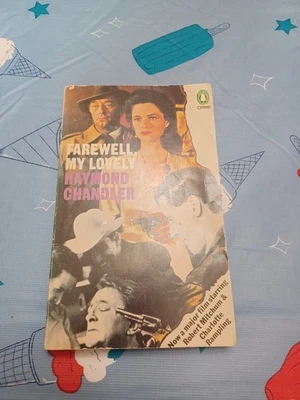 FAREWELL,
MY LOVELY
RAYMOND
CHANDLER
Now a major film starring
Robert Mitchum &
Charlotte
Rampling